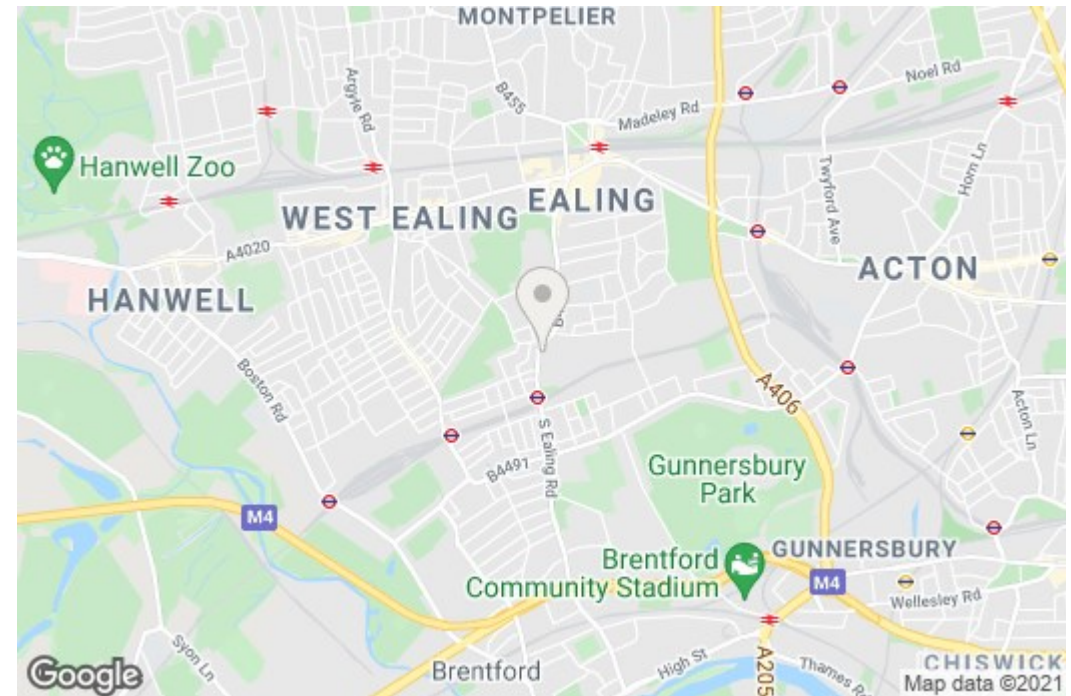 MONTPELIER
Noel Rd
Argyle Rd
B455
Madeley Rd
Hanwell Zoo
Twyford Ave
Horn Ln
WEST EALING
EALING
A4020
ACTON
HANWELL
Boston Rd
A406
Acton Ln
S Ealing Rd
B4491
Gunnersbury
Park
M4
Brentford
Community Stadium
GUNNERSBURY
M4
Wellesley Rd
Syon Ln
Brentford
High St
A205
Thames R
CHISWICK
Google
Map data ©2021